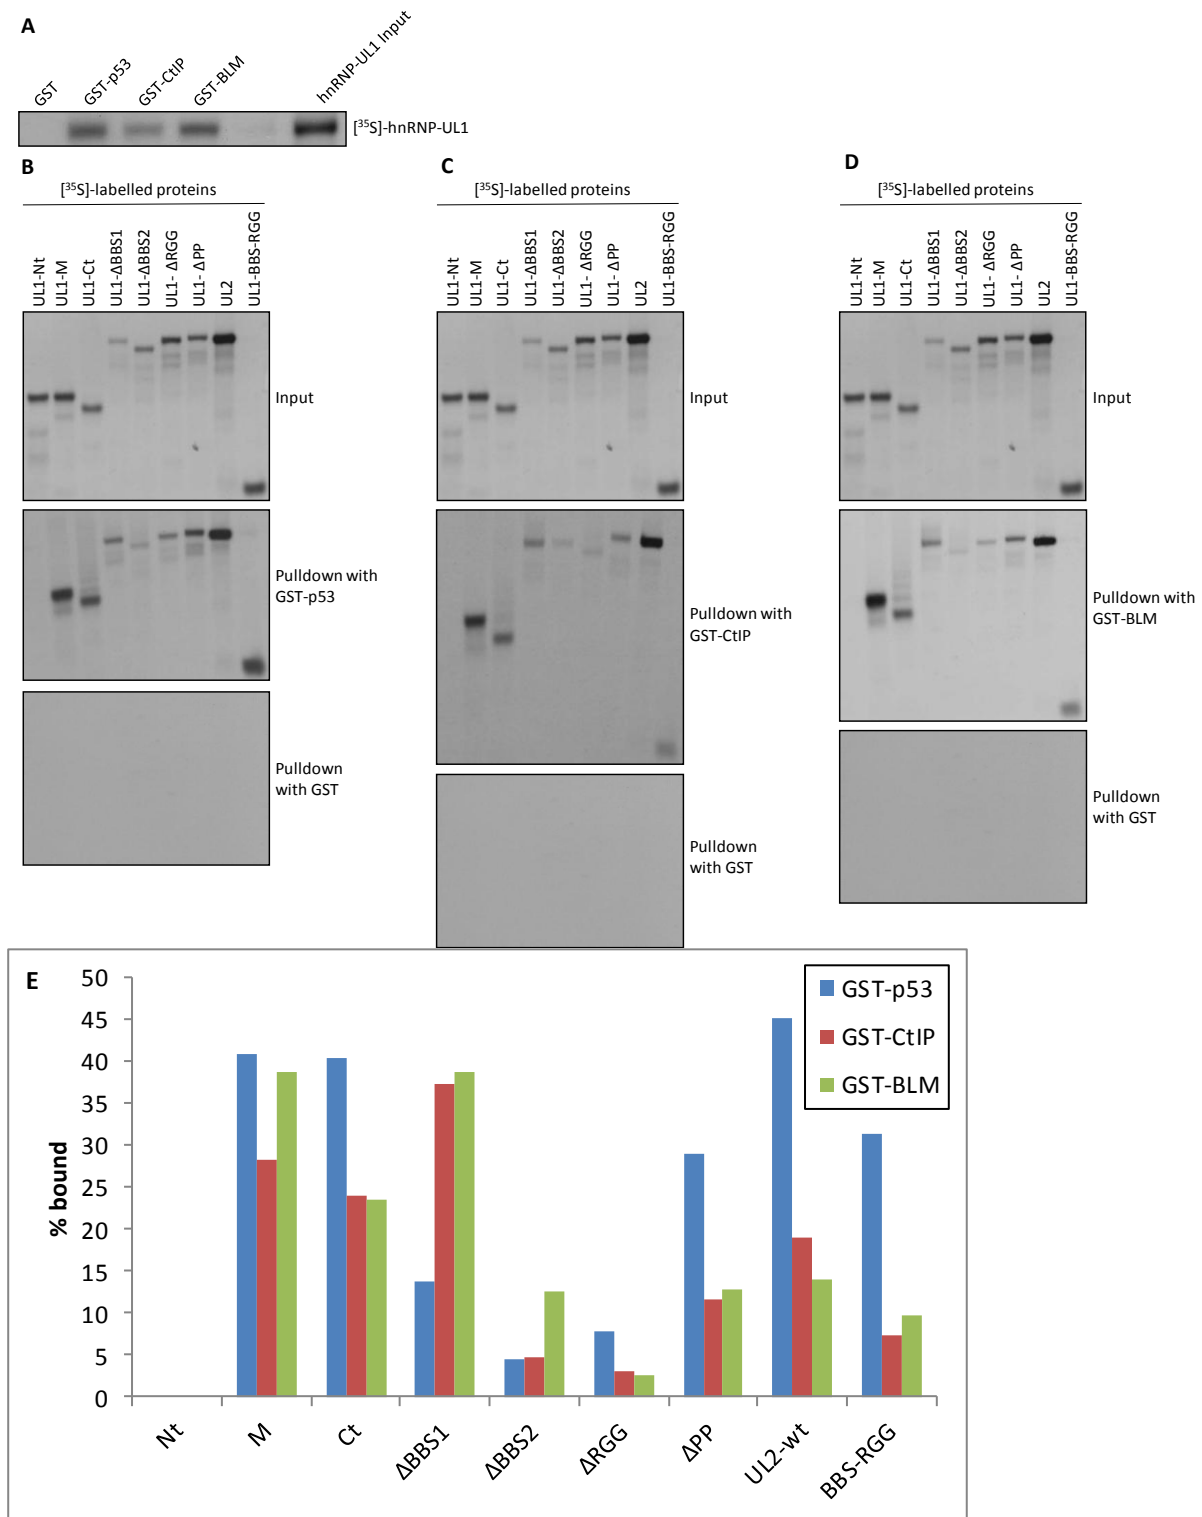 A
GST
GST-p53
GST-CtIP
GST-BLM
hnRNP-UL1 Input
[³⁵S]-hnRNP-UL1
B
[³⁵S]-labelled proteins
UL1-Nt
UL1-M
UL1-Ct
UL1-ΔBBS1
UL1-ΔBBS2
UL1- ΔRGG
UL1- ΔPP
UL2
UL1-BBS-RGG
Input
Pulldown with
GST-p53
Pulldown
with GST
C
[³⁵S]-labelled proteins
UL1-Nt
UL1-M
UL1-Ct
UL1-ΔBBS1
UL1-ΔBBS2
UL1- ΔRGG
UL1- ΔPP
UL2
UL1-BBS-RGG
Input
Pulldown with
GST-CtIP
Pulldown
with GST
D
[³⁵S]-labelled proteins
UL1-Nt
UL1-M
UL1-Ct
UL1-ΔBBS1
UL1-ΔBBS2
UL1- ΔRGG
UL1- ΔPP
UL2
UL1-BBS-RGG
Input
Pulldown with
GST-BLM
Pulldown
with GST
E
% bound
50
45
40
35
30
25
20
15
10
5
0
Nt
M
Ct
ΔBBS1
ΔBBS2
ΔRGG
ΔPP
UL2-wt
BBS-RGG
GST-p53
GST-CtIP
GST-BLM